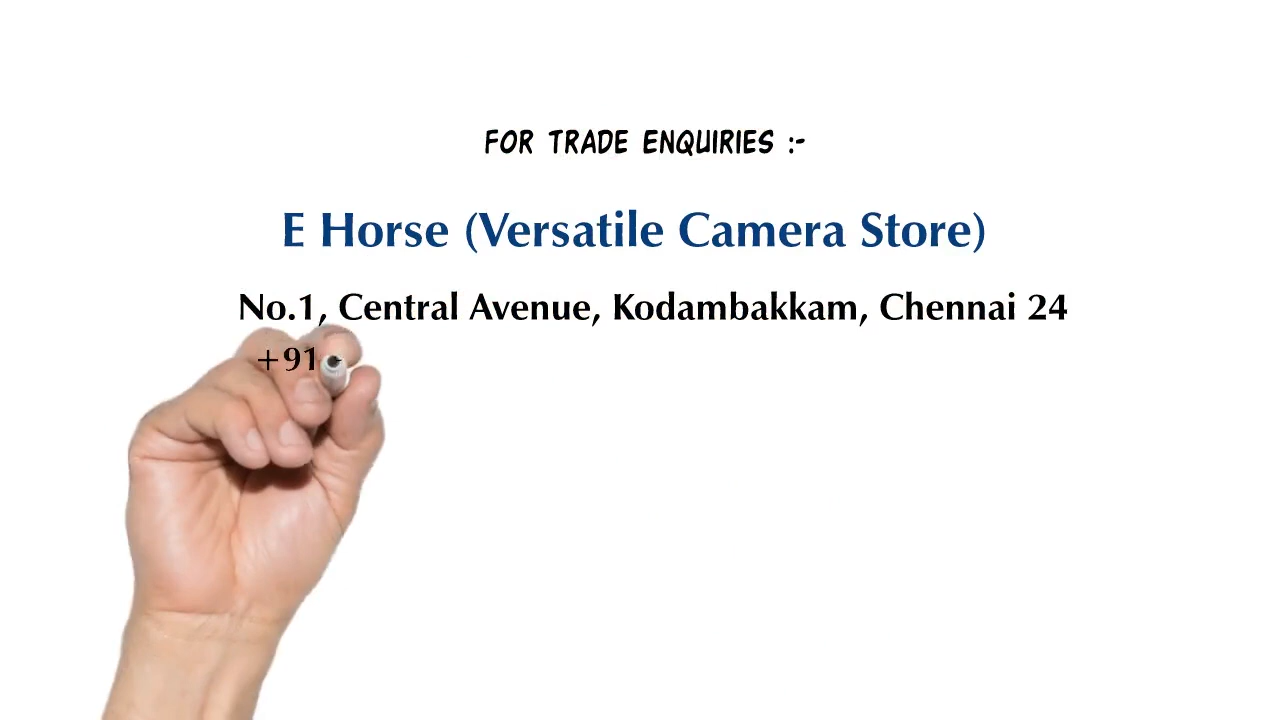 FOR TRADE ENQUIRIES :-
E Horse (Versatile Camera Store)
No.1, Central Avenue, Kodambakkam, Chennai 24
+91